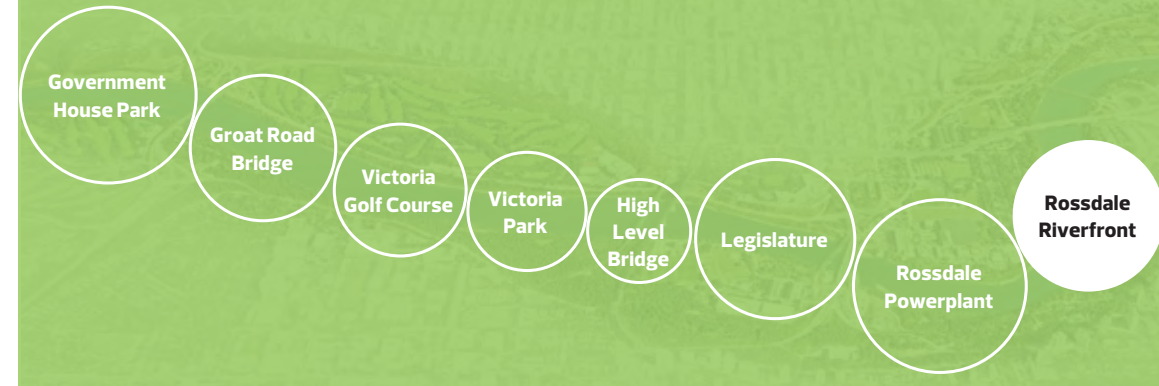 Government
House Park
Groat Road
Bridge
Victoria
Golf Course
Victoria
Park
High
Level
Bridge
Legislature
Rossdale
Powerplant
Rossdale
Riverfront